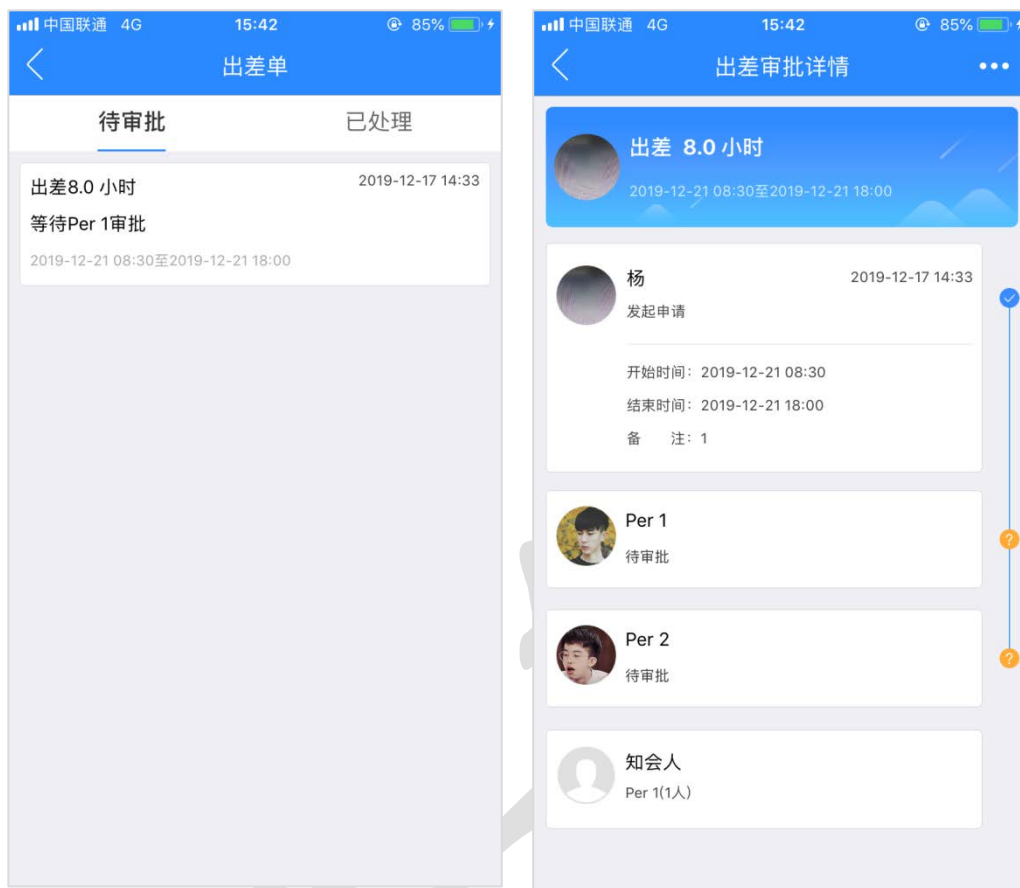 中国联通 4G 15:42 85%
出差单
待审批 已处理
出差8.0 小时 2019-12-17 14:33
等待Per 1审批
2019-12-21 08:30至2019-12-21 18:00
中国联通 4G 15:42 85%
出差审批详情
出差 8.0 小时
2019-12-21 08:30至2019-12-21 18:00
杨 2019-12-17 14:33
发起申请
开始时间：2019-12-21 08:30
结束时间：2019-12-21 18:00
备 注：1
Per 1
待审批
?
Per 2
待审批
?
知会人
Per 1(1人)